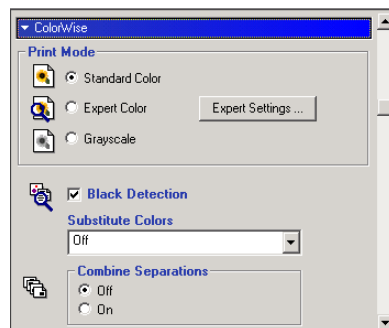 ColorWise
Print Mode
Standard Color
Expert Color
Expert Settings ...
Grayscale
Black Detection
Substitute Colors
Off
Combine Separations
Off
On